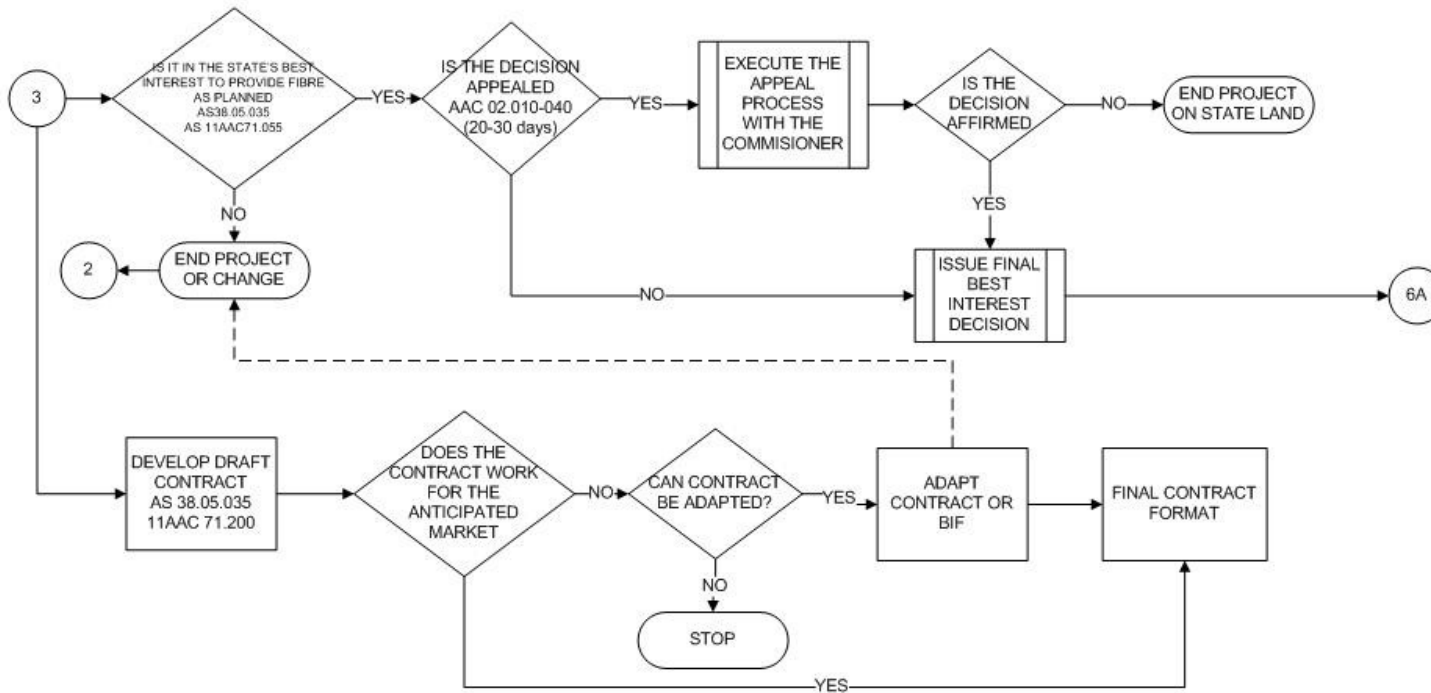 3
IS IT IN THE STATE'S BEST
INTEREST TO PROVIDE FIBRE
AS PLANNED
AS38.05.035
AS 11AAC71.055
YES
IS THE DECISION
APPEALED
AAC 02.010-040
(20-30 days)
YES
EXECUTE THE
APPEAL
PROCESS
WITH THE
COMMISIONER
IS THE
DECISION
AFFIRMED
NO
END PROJECT
ON STATE LAND
NO
YES
2
END PROJECT
OR CHANGE
NO
ISSUE FINAL
BEST
INTEREST
DECISION
6A
DEVELOP DRAFT
CONTRACT
AS 38.05.035
11AAC 71.200
DOES THE
CONTRACT WORK
FOR THE
ANTICIPATED
MARKET
NO
CAN CONTRACT
BE ADAPTED?
YES
ADAPT
CONTRACT OR
BIF
FINAL CONTRACT
FORMAT
NO
STOP
YES